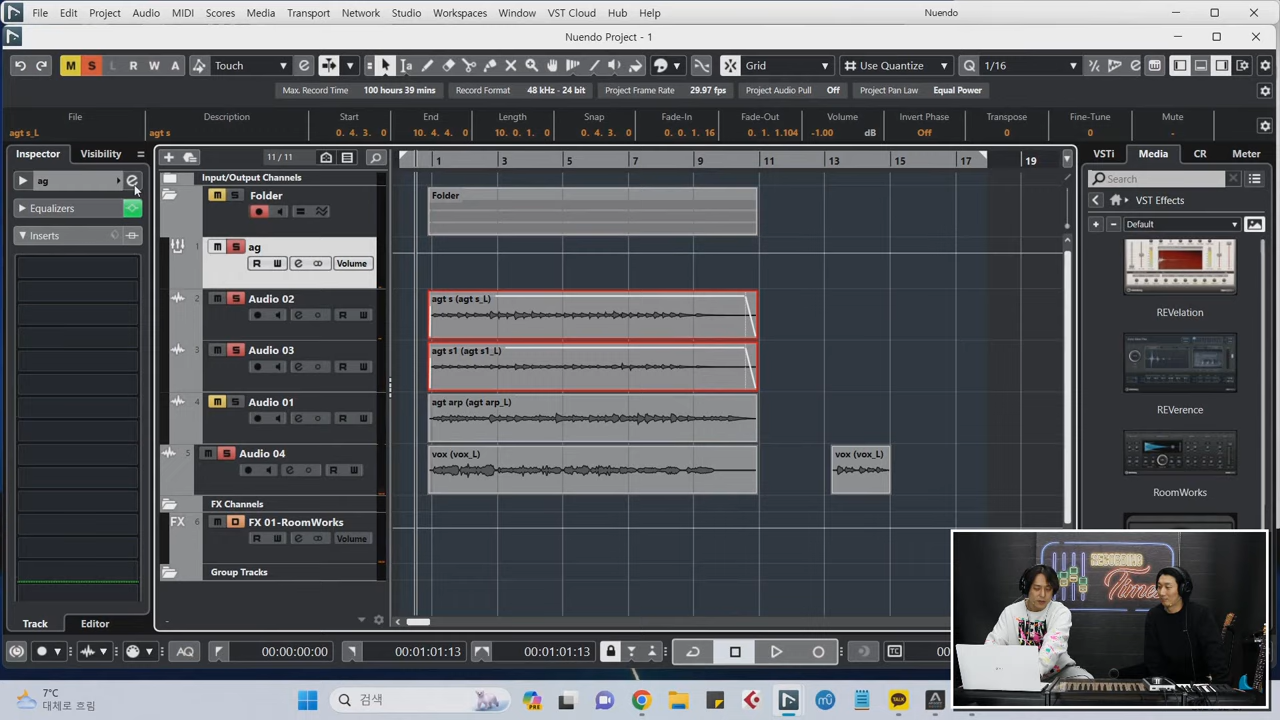 File Edit Project Audio MIDI Scores Media Transport Network Studio Workspaces Window VST Cloud Hub Help Nuendo
Nuendo Project - 1
M S L R W A Touch Grid Use Quantize Q 1/16
Max. Record Time 100 hours 39 mins Record Format 48 kHz - 24 bit Project Frame Rate 29.97 fps Project Audio Pull Off Project Pan Law Equal Power
File Description Start End Length Snap Fade-In Fade-Out Volume Invert Phase Transpose Fine-Tune Mute
agt s_L agt s 0. 4. 3. 0 10. 4. 4. 0 10. 0. 1. 0 0. 4. 3. 0 0. 0. 1. 16 0. 1. 1.104 -1.00 dB Off 0 0 -
Inspector Visibility 11 / 11 1 3 5 7 9 11 13 15 17 19 VSTi Media CR Meter
Input/Output Channels
Search
ag
M S Folder
Folder
VST Effects
Equalizers
Default
Inserts
1 M S ag
R W e Volume
2 M S Audio 02
agt s (agt s_L)
R W
REVelation
3 M S Audio 03
agt s1 (agt s1_L)
R W
4 M S Audio 01
agt arp (agt arp_L)
REVerence
R W
5 M S Audio 04
vox (vox_L) vox (vox_L)
R W
RoomWorks
FX Channels
FX 6 M D FX 01-RoomWorks
R W e Volume
Group Tracks
RECORDING
Times
Track Editor
AQ 00:00:00:00 00:01:01:13 00:01:01:13 TC
7°C
대체로 흐림
검색
TALK